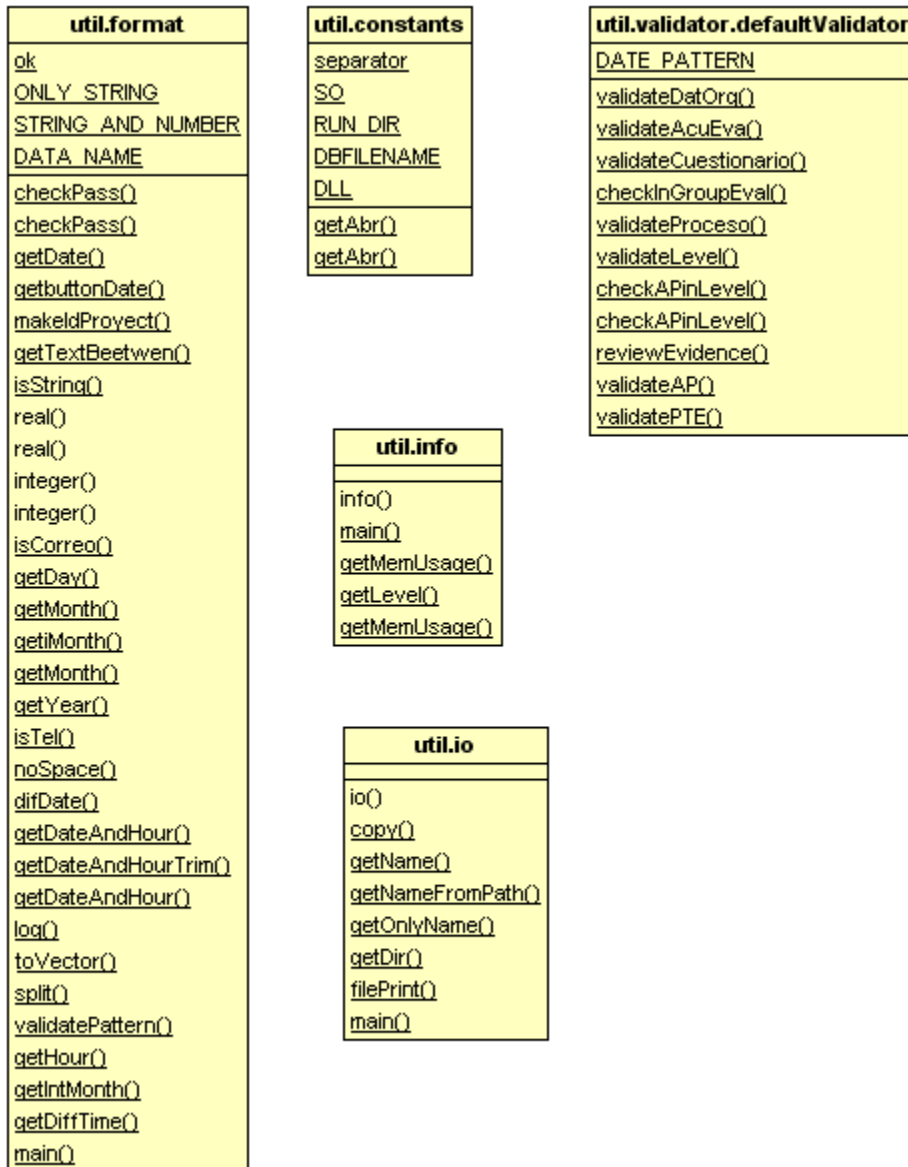 util.format
ok
ONLY_STRING
STRING_AND_NUMBER
DATA_NAME
checkPass()
checkPass()
getDate()
getbuttonDate()
makeIdProyect()
getTextBeetwen()
isString()
real()
real()
integer()
integer()
isCorreo()
getDay()
getMonth()
getiMonth()
getMonth()
getYear()
isTel()
noSpace()
difDate()
getDateAndHour()
getDateAndHourTrim()
getDateAndHour()
log()
toVector()
split()
validatePattern()
getHour()
getIntMonth()
getDiffTime()
main()
util.constants
separator
SO
RUN_DIR
DBFILENAME
DLL
getAbr()
getAbr()
util.info
info()
main()
getMemUsage()
getLevel()
getMemUsage()
util.io
io()
copy()
getName()
getNameFromPath()
getOnlyName()
getDir()
filePrint()
main()
util.validator.defaultValidator
DATE_PATTERN
validateDatOrg()
validateAcuEva()
validateCuestionario()
checkInGroupEval()
validateProceso()
validateLevel()
checkAPinLevel()
checkAPinLevel()
reviewEvidence()
validateAP()
validatePTE()